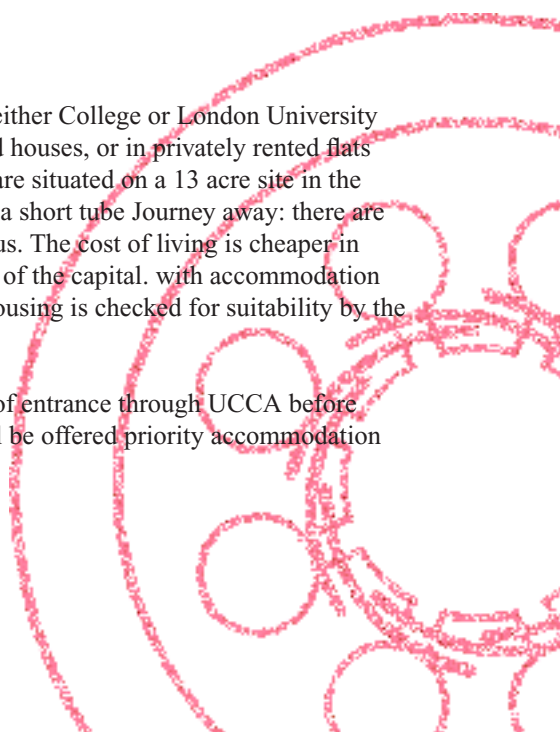 either College or London University
houses, or in privately rented flats
are situated on a 13 acre site in the
a short tube Journey away: there are
us. The cost of living is cheaper in
of the capital. with accommodation
ousing is checked for suitability by the
of entrance through UCCA before
be offered priority accommodation